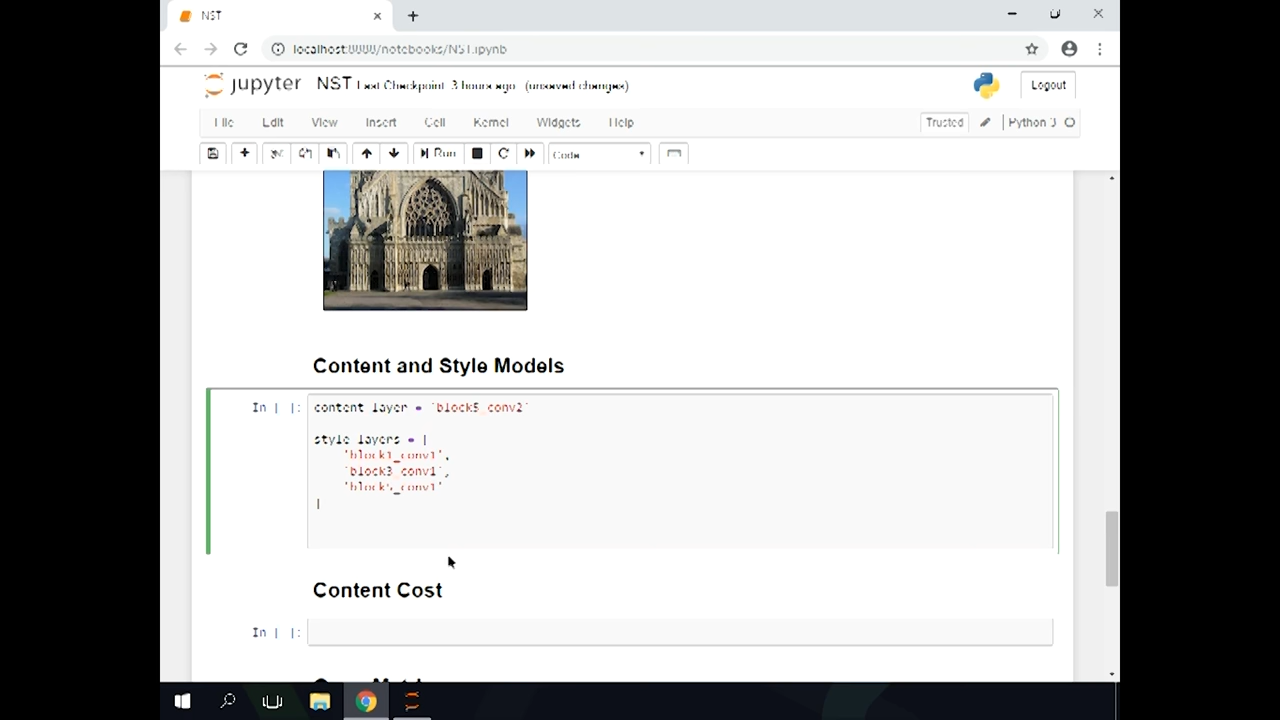 NST
localhost:8888/notebooks/NST.ipynb
jupyter NST Last Checkpoint: 3 hours ago (unsaved changes)
Logout
File Edit View Insert Cell Kernel Widgets Help
Trusted Python 3
Run Code
Content and Style Models
In [ ]: content_layer = 'block5_conv2'
style_layers = [
'block1_conv1',
'block3_conv1',
'block5_conv1'
]
Content Cost
In [ ]: